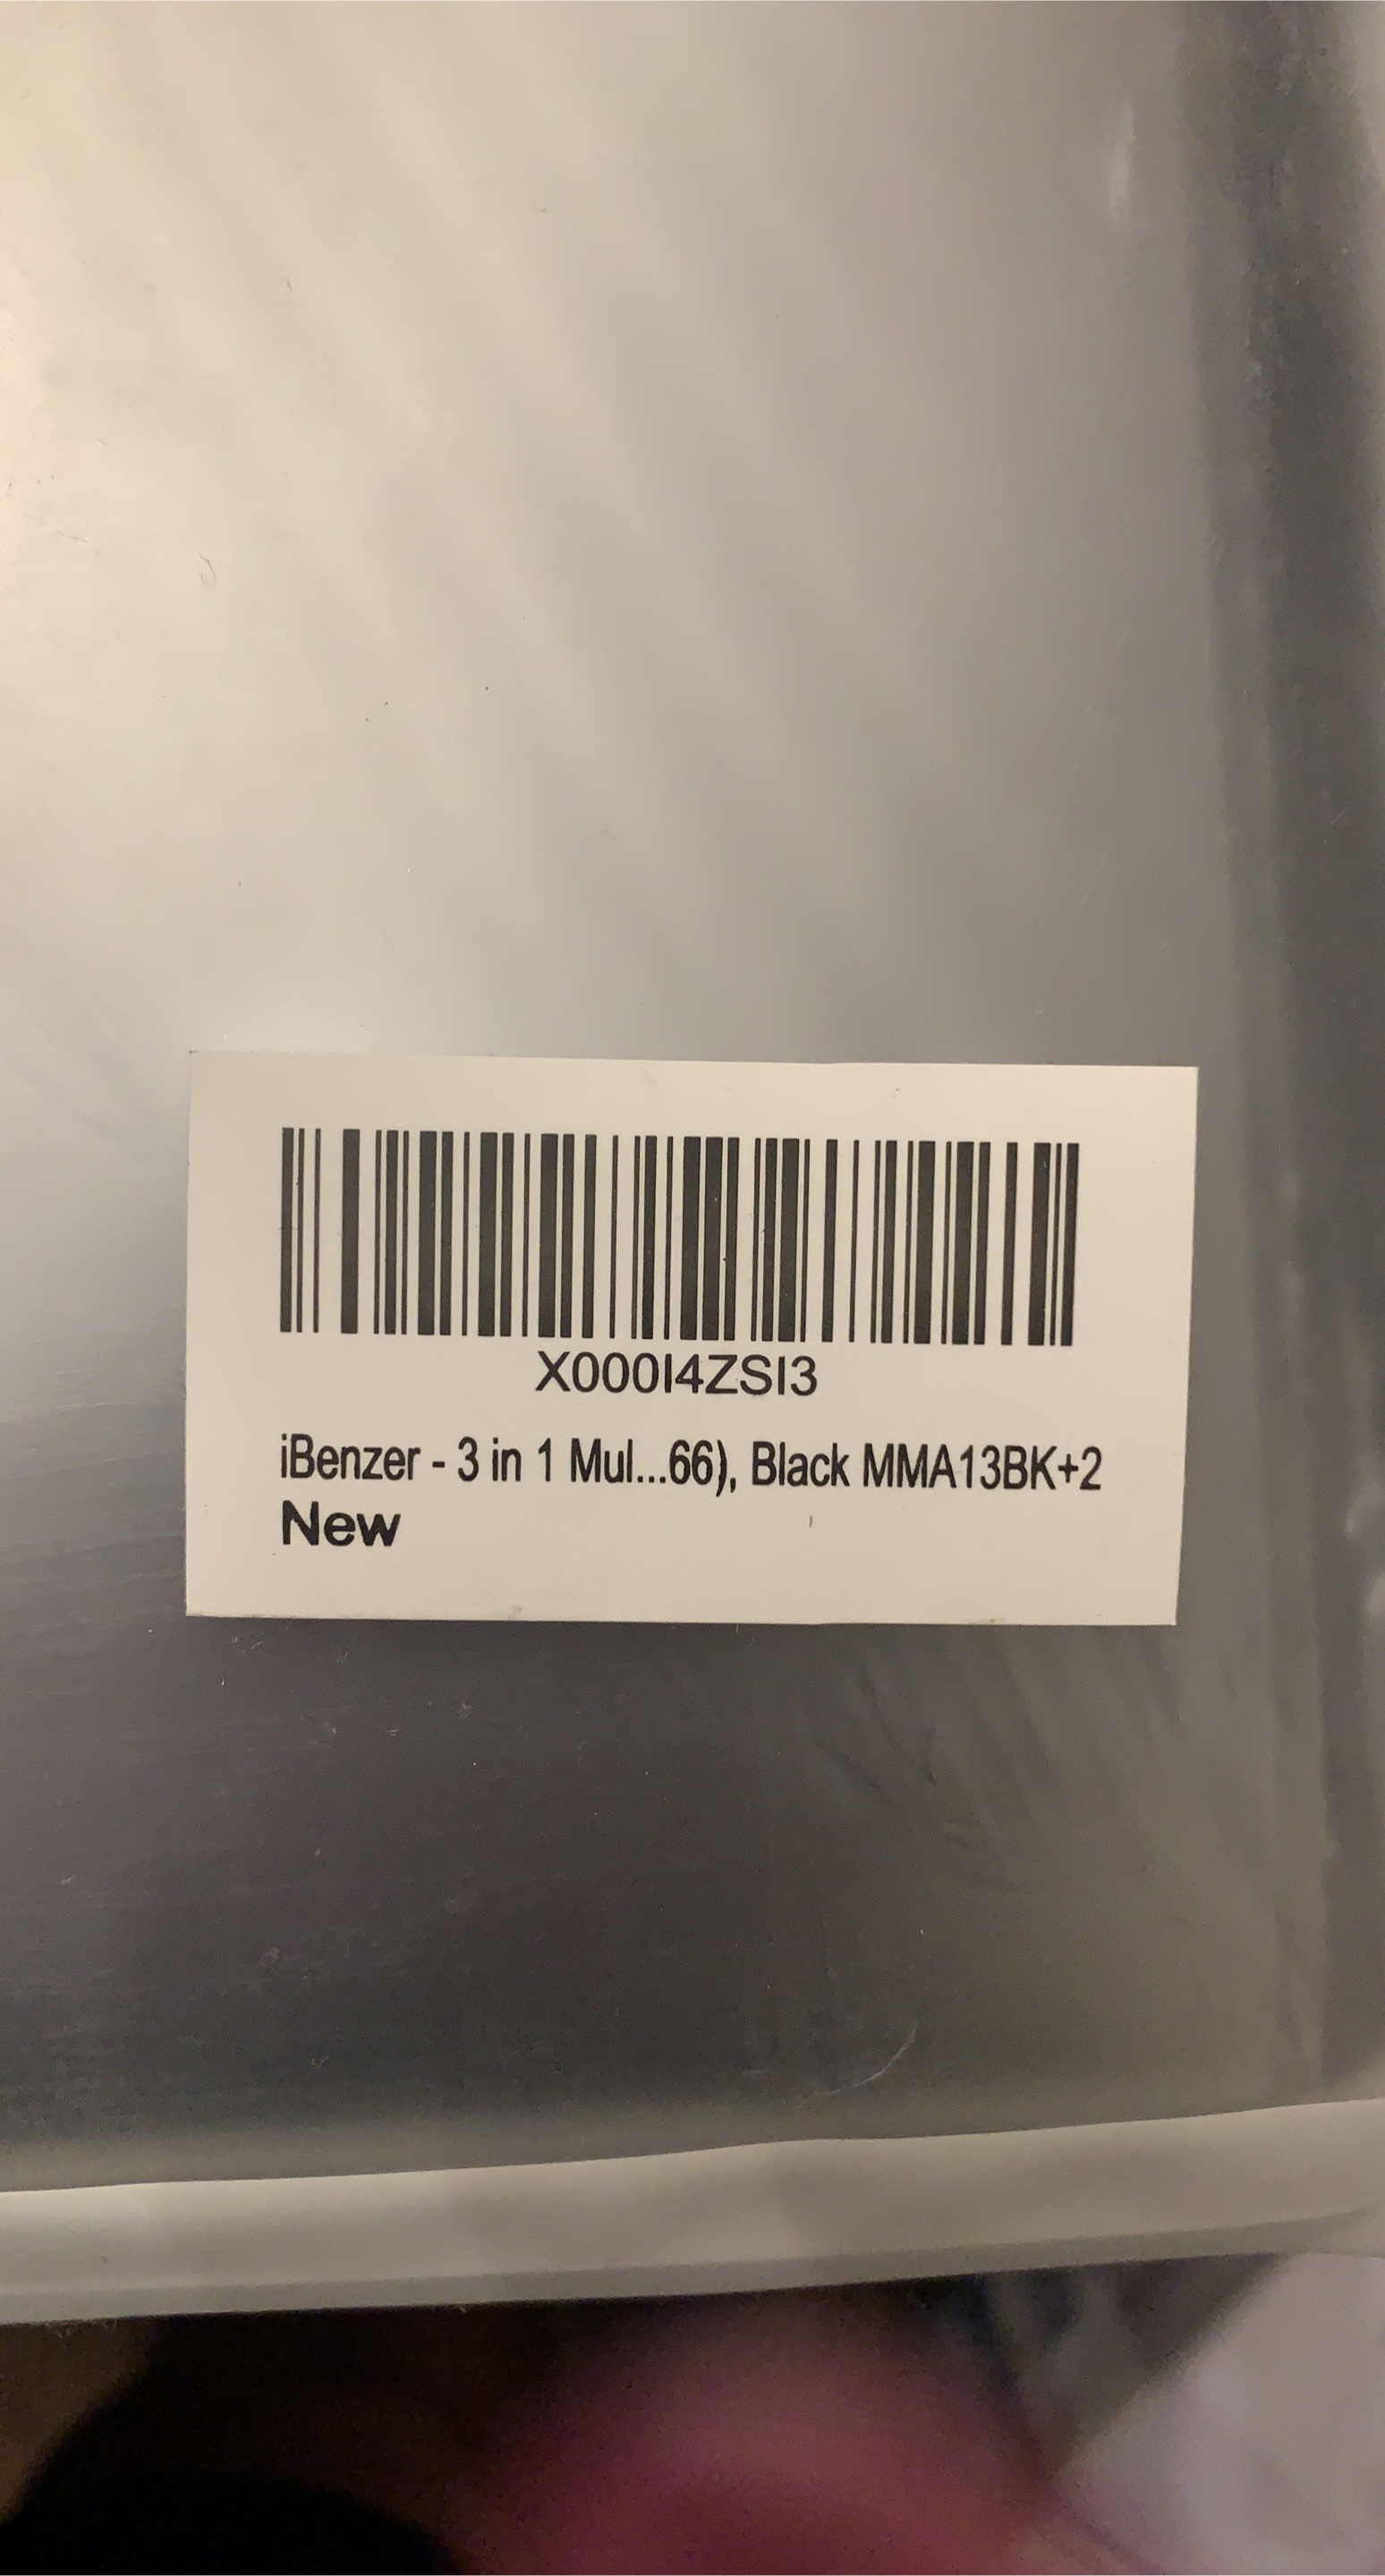 X000I4ZSI3
iBenzer - 3 in 1 Mul...66), Black MMA13BK+2
New